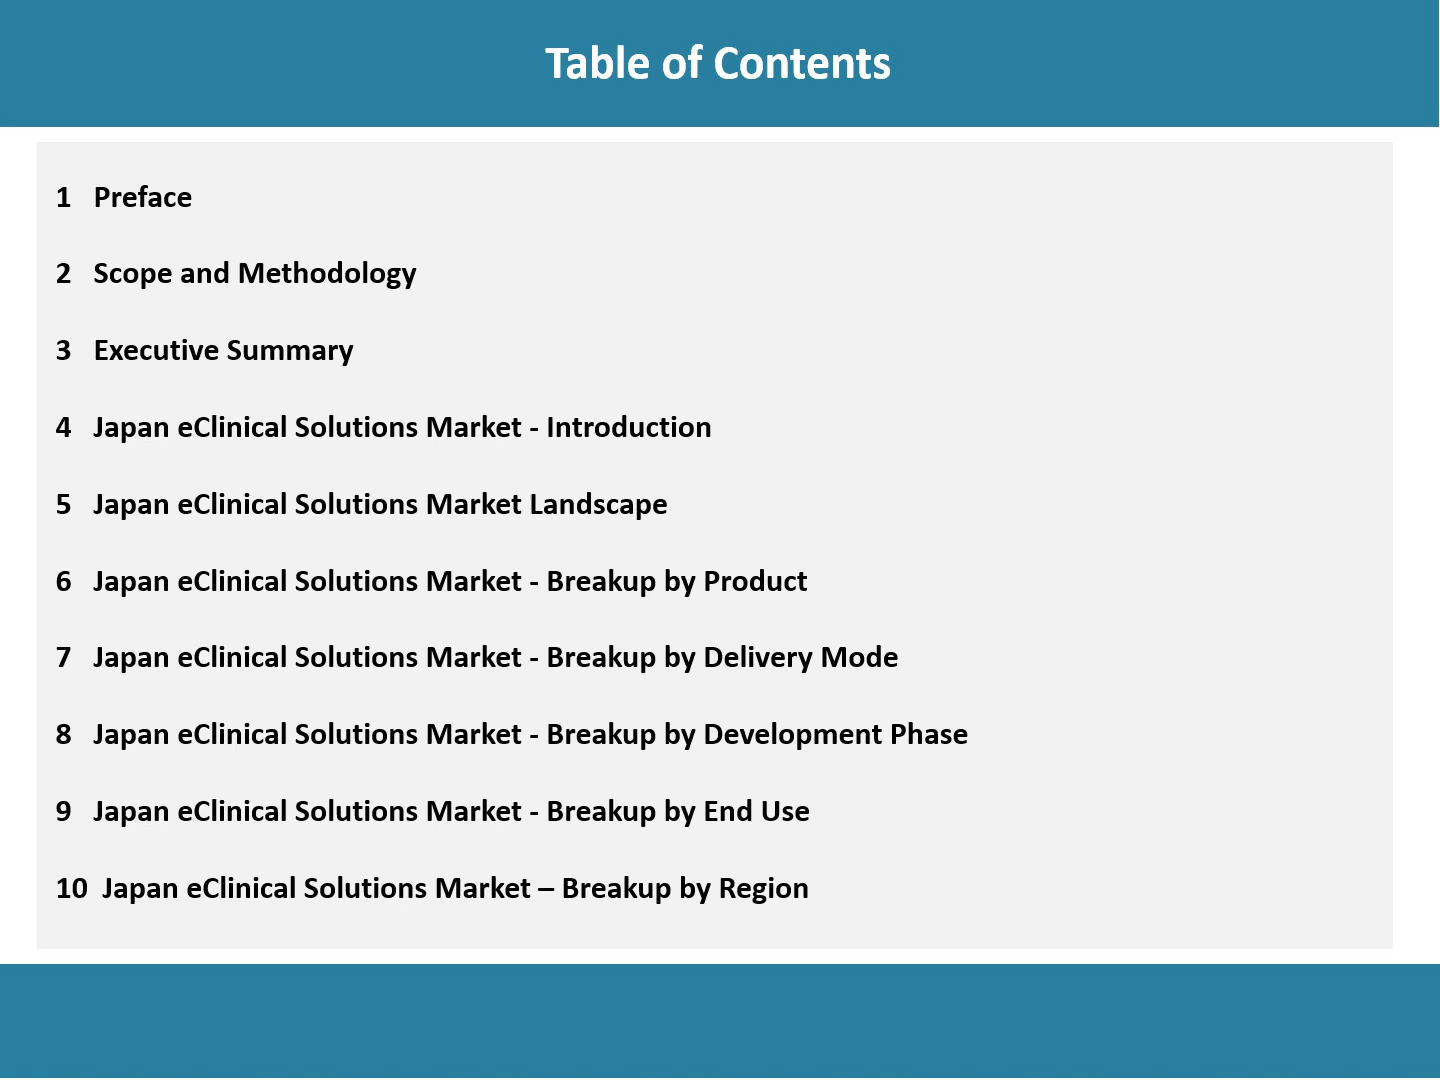 Table of Contents
1 Preface
2 Scope and Methodology
3 Executive Summary
4 Japan eClinical Solutions Market - Introduction
5 Japan eClinical Solutions Market Landscape
6 Japan eClinical Solutions Market - Breakup by Product
7 Japan eClinical Solutions Market - Breakup by Delivery Mode
8 Japan eClinical Solutions Market - Breakup by Development Phase
9 Japan eClinical Solutions Market - Breakup by End Use
10 Japan eClinical Solutions Market – Breakup by Region